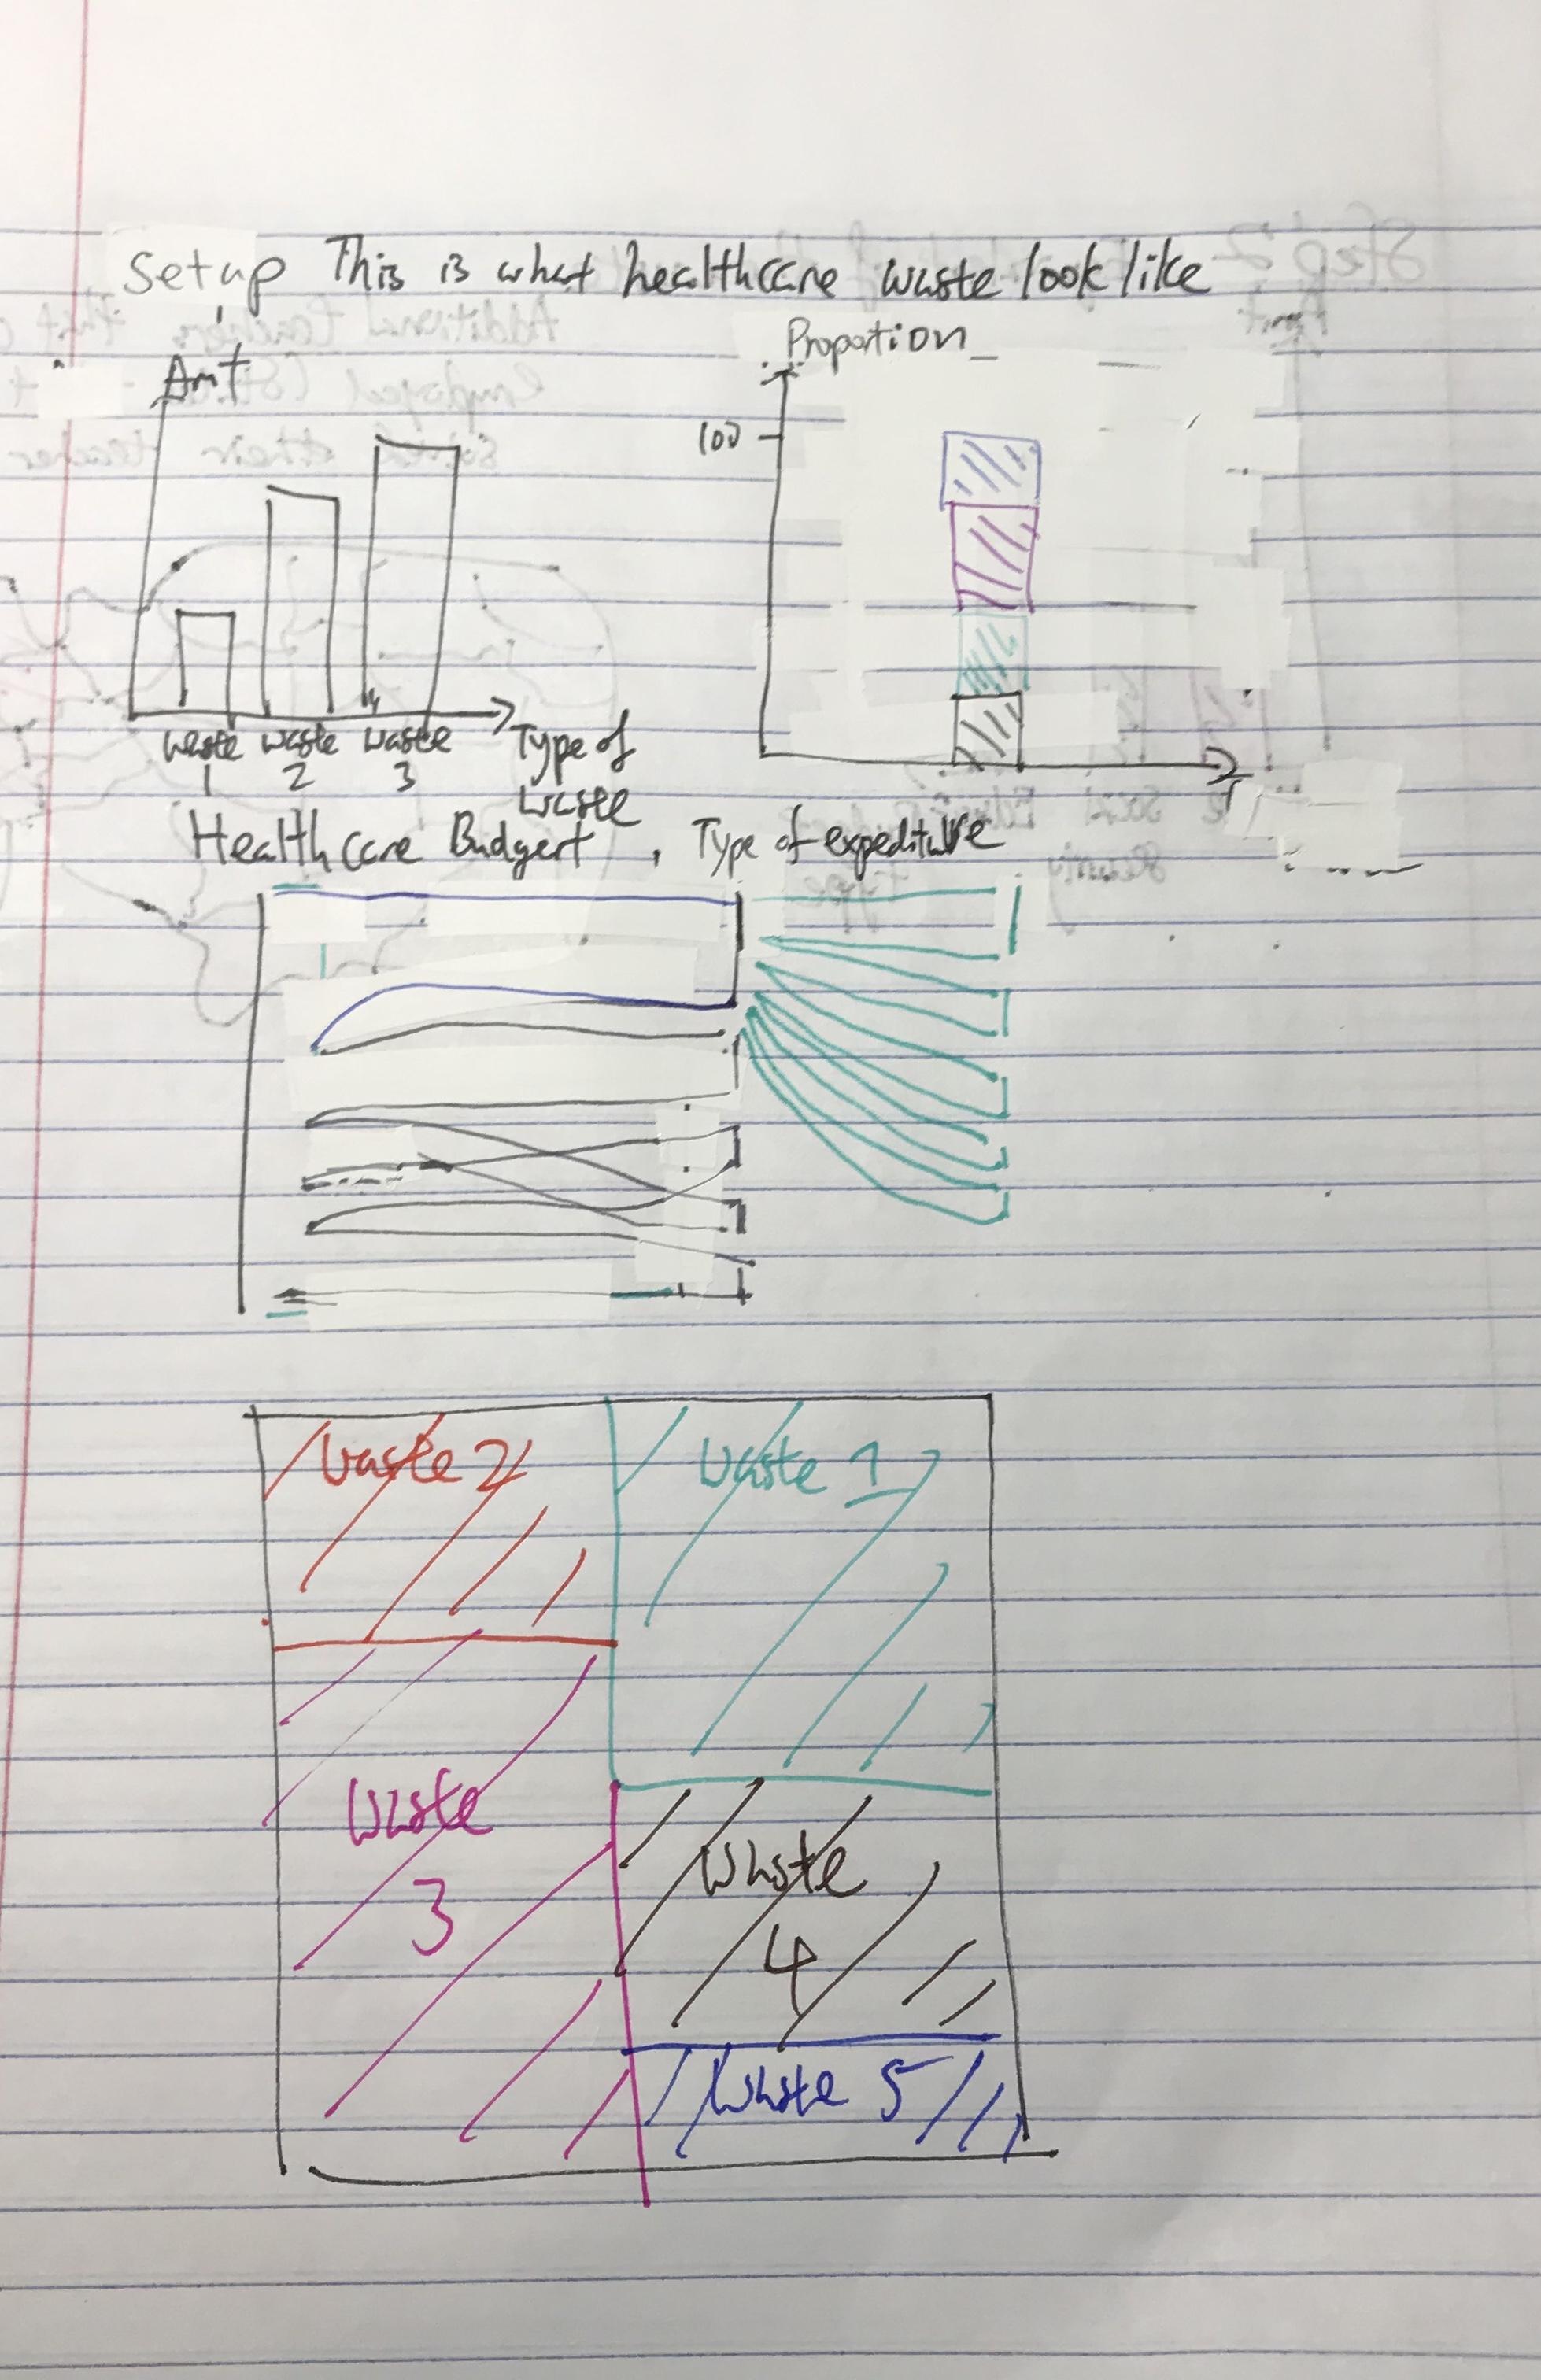 Setup This is what healthcare waste look like
Amt
Proportion
100
Waste waste waste
1 2 3
Type of
waste
Healthcare Budgert , Type of expediture
Waste 2
Waste 1
Waste
3
Waste
4
Waste 5